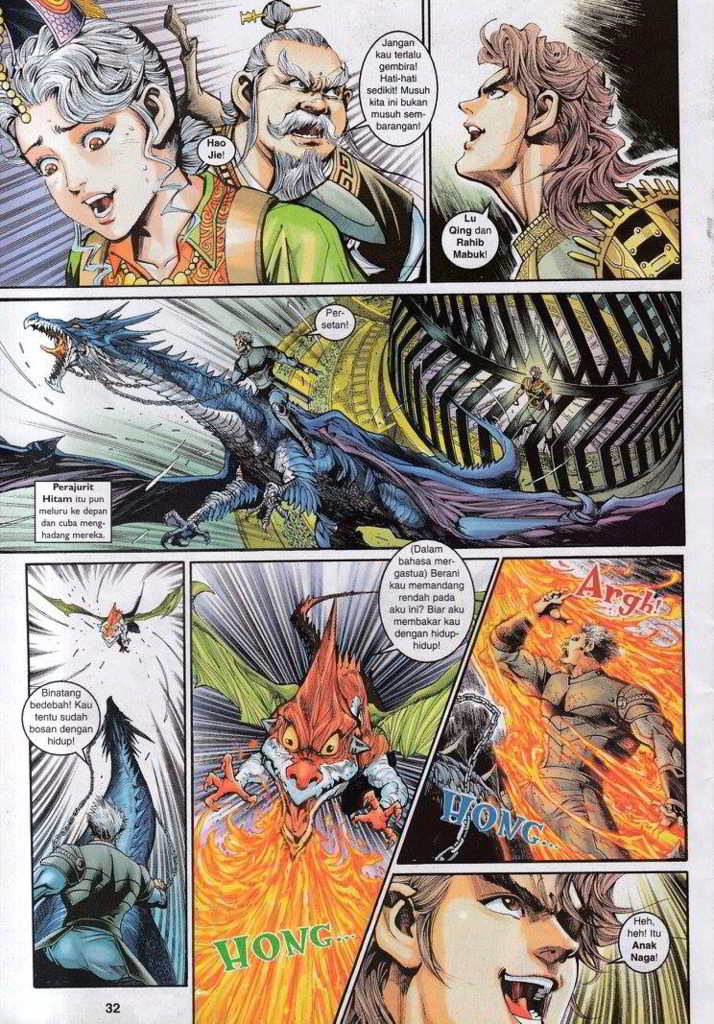 Jangan
kau terlalu
gembira!
Hati-hati
sedikit! Musuh
kita ini bukan
musuh sem-
barangan!
Hao
Jie!
Lu
Qing dan
Rahib
Mabuk!
Per-
setan!
Perajurit
Hitam itu pun
meluru ke depan
dan cuba meng-
hadang mereka.
Binatang
bedebah! Kau
tentu sudah
bosan dengan
hidup!
(Dalam
bahasa mer-
gastua) Berani
kau memandang
rendah pada
aku ini? Biar aku
membakar kau
dengan hidup-
hidup!
HONG...
Argh!
HONG...
Heh,
heh! Itu
Anak
Naga!
32